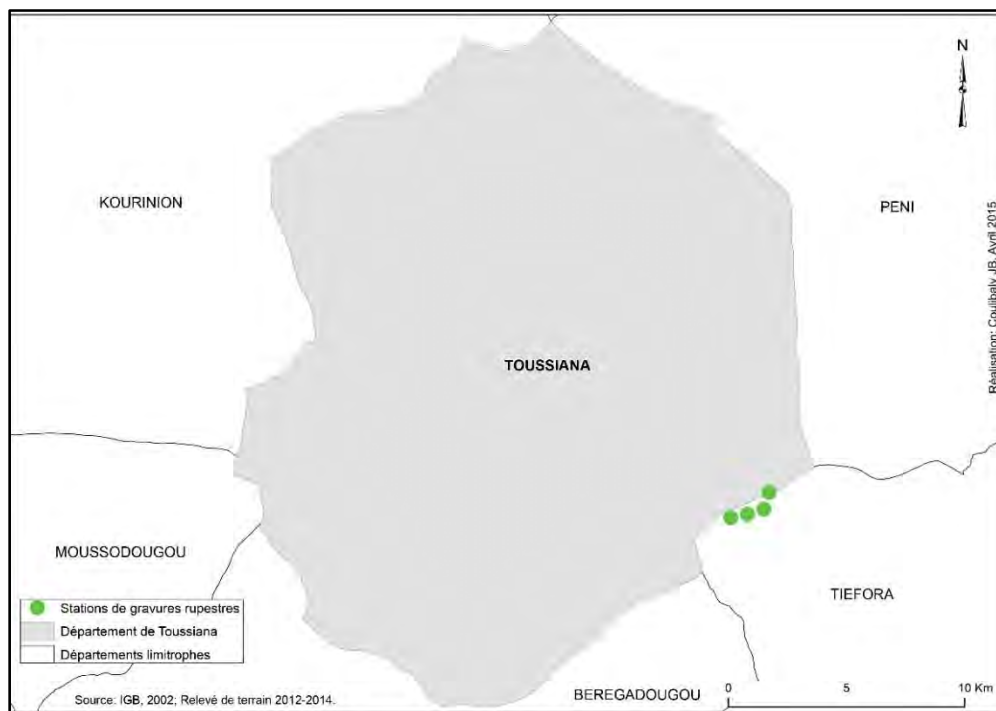 N
KOURINION
PENI
Réalisation: Coulibaly JB, Avril 2015
TOUSSIANA
MOUSSODOUGOU
TIEFORA
Stations de gravures rupestres
Département de Toussiana
Départements limitrophes
Source: IGB, 2002; Relevé de terrain 2012-2014.
BEREGADOUGOU
0 5 10 Km